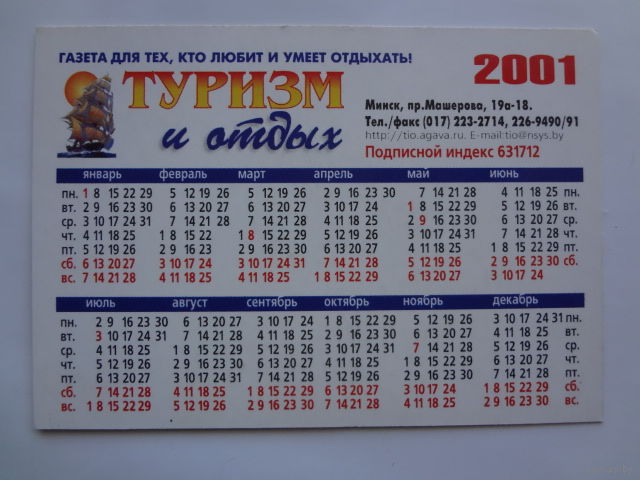 ГАЗЕТА ДЛЯ ТЕХ, КТО ЛЮБИТ И УМЕЕТ ОТДЫХАТЬ!
ТУРИЗМ
и отдых
2001
Минск, пр.Машерова, 19а-18.
Тел./факс (017) 223-2714, 226-9490/91
http://tio.agava.ru. E-mail:tio@nsys.by
Подписной индекс 631712
январь февраль март апрель май июнь
пн. 1 8 15 22 29 5 12 19 26 5 12 19 26 2 9 16 23 30 7 14 21 28 4 11 18 25 пн.
вт. 2 9 16 23 30 6 13 20 27 6 13 20 27 3 10 17 24 1 8 15 22 29 5 12 19 26 вт.
ср. 3 10 17 24 31 7 14 21 28 7 14 21 28 4 11 18 25 2 9 16 23 30 6 13 20 27 ср.
чт. 4 11 18 25 1 8 15 22 1 8 15 22 29 5 12 19 26 3 10 17 24 31 7 14 21 28 чт.
пт. 5 12 19 26 2 9 16 23 2 9 16 23 30 6 13 20 27 4 11 18 25 1 8 15 22 29 пт.
сб. 6 13 20 27 3 10 17 24 3 10 17 24 31 7 14 21 28 5 12 19 26 2 9 16 23 30 сб.
вс. 7 14 21 28 4 11 18 25 4 11 18 25 1 8 15 22 29 6 13 20 27 3 10 17 24 вс.
июль август сентябрь октябрь ноябрь декабрь
пн. 2 9 16 23 30 6 13 20 27 3 10 17 24 1 8 15 22 29 5 12 19 26 3 10 17 24 31 пн.
вт. 3 10 17 24 31 7 14 21 28 4 11 18 25 2 9 16 23 30 6 13 20 27 4 11 18 25 вт.
ср. 4 11 18 25 1 8 15 22 29 5 12 19 26 3 10 17 24 31 7 14 21 28 5 12 19 26 ср.
чт. 5 12 19 26 2 9 16 23 30 6 13 20 27 4 11 18 25 1 8 15 22 29 6 13 20 27 чт.
пт. 6 13 20 27 3 10 17 24 31 7 14 21 28 5 12 19 26 2 9 16 23 30 7 14 21 28 пт.
сб. 7 14 21 28 4 11 18 25 1 8 15 22 29 6 13 20 27 3 10 17 24 1 8 15 22 29 сб.
вс. 1 8 15 22 29 5 12 19 26 2 9 16 23 30 7 14 21 28 4 11 18 25 2 9 16 23 30 вс.